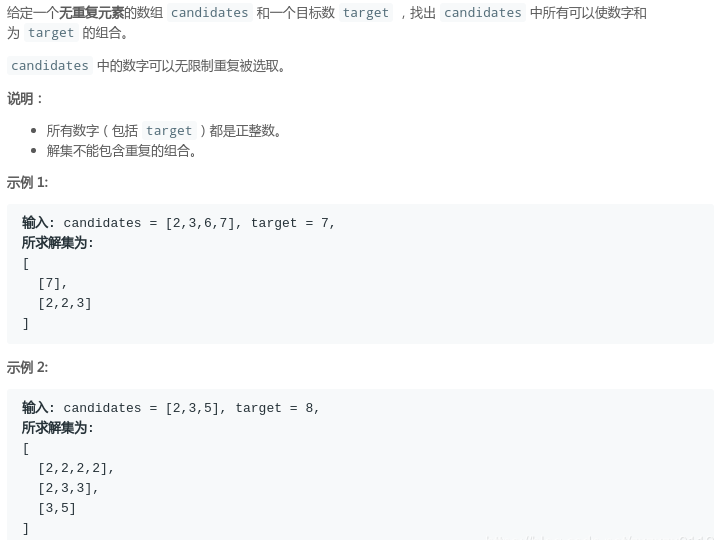 给定一个无重复元素的数组 candidates 和一个目标数 target ，找出 candidates 中所有可以使数字和
为 target 的组合。
candidates 中的数字可以无限制重复被选取。
说明：
所有数字（包括 target）都是正整数。
解集不能包含重复的组合。
示例 1:
输入: candidates = [2,3,6,7], target = 7,
所求解集为:
[
[7],
[2,2,3]
]
示例 2:
输入: candidates = [2,3,5], target = 8,
所求解集为:
[
[2,2,2,2],
[2,3,3],
[3,5]
]